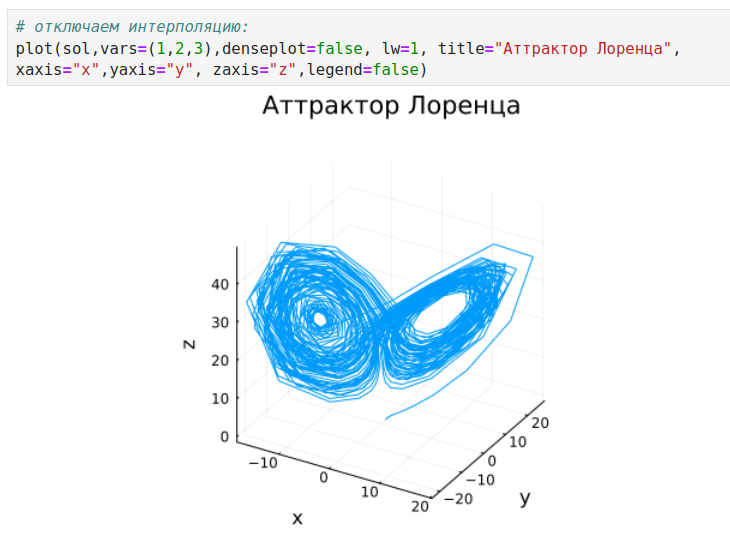 # отключаем интерполяцию:
plot(sol,vars=(1,2,3),denseplot=false, lw=1, title="Аттрактор Лоренца",
xaxis="x",yaxis="y", zaxis="z",legend=false)
Аттрактор Лоренца
40
30
z
20
10
0
−10
0
10
20
x
−20
−10
0
10
20
y